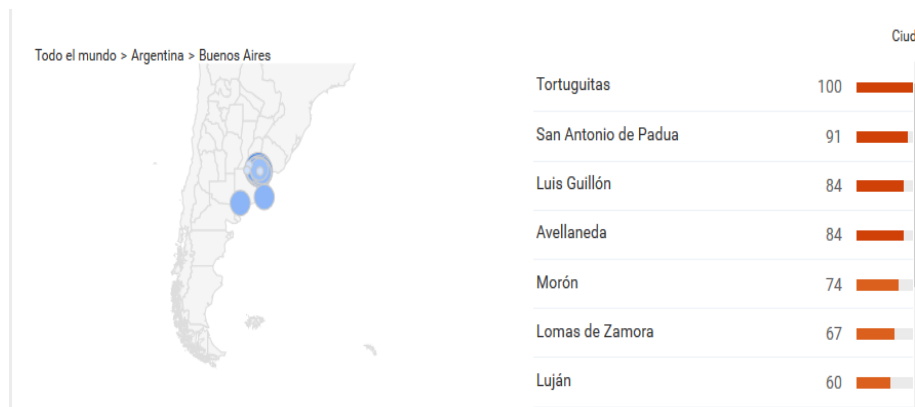 Ciud
Todo el mundo > Argentina > Buenos Aires
Tortuguitas 100
San Antonio de Padua 91
Luis Guillón 84
Avellaneda 84
Morón 74
Lomas de Zamora 67
Luján 60